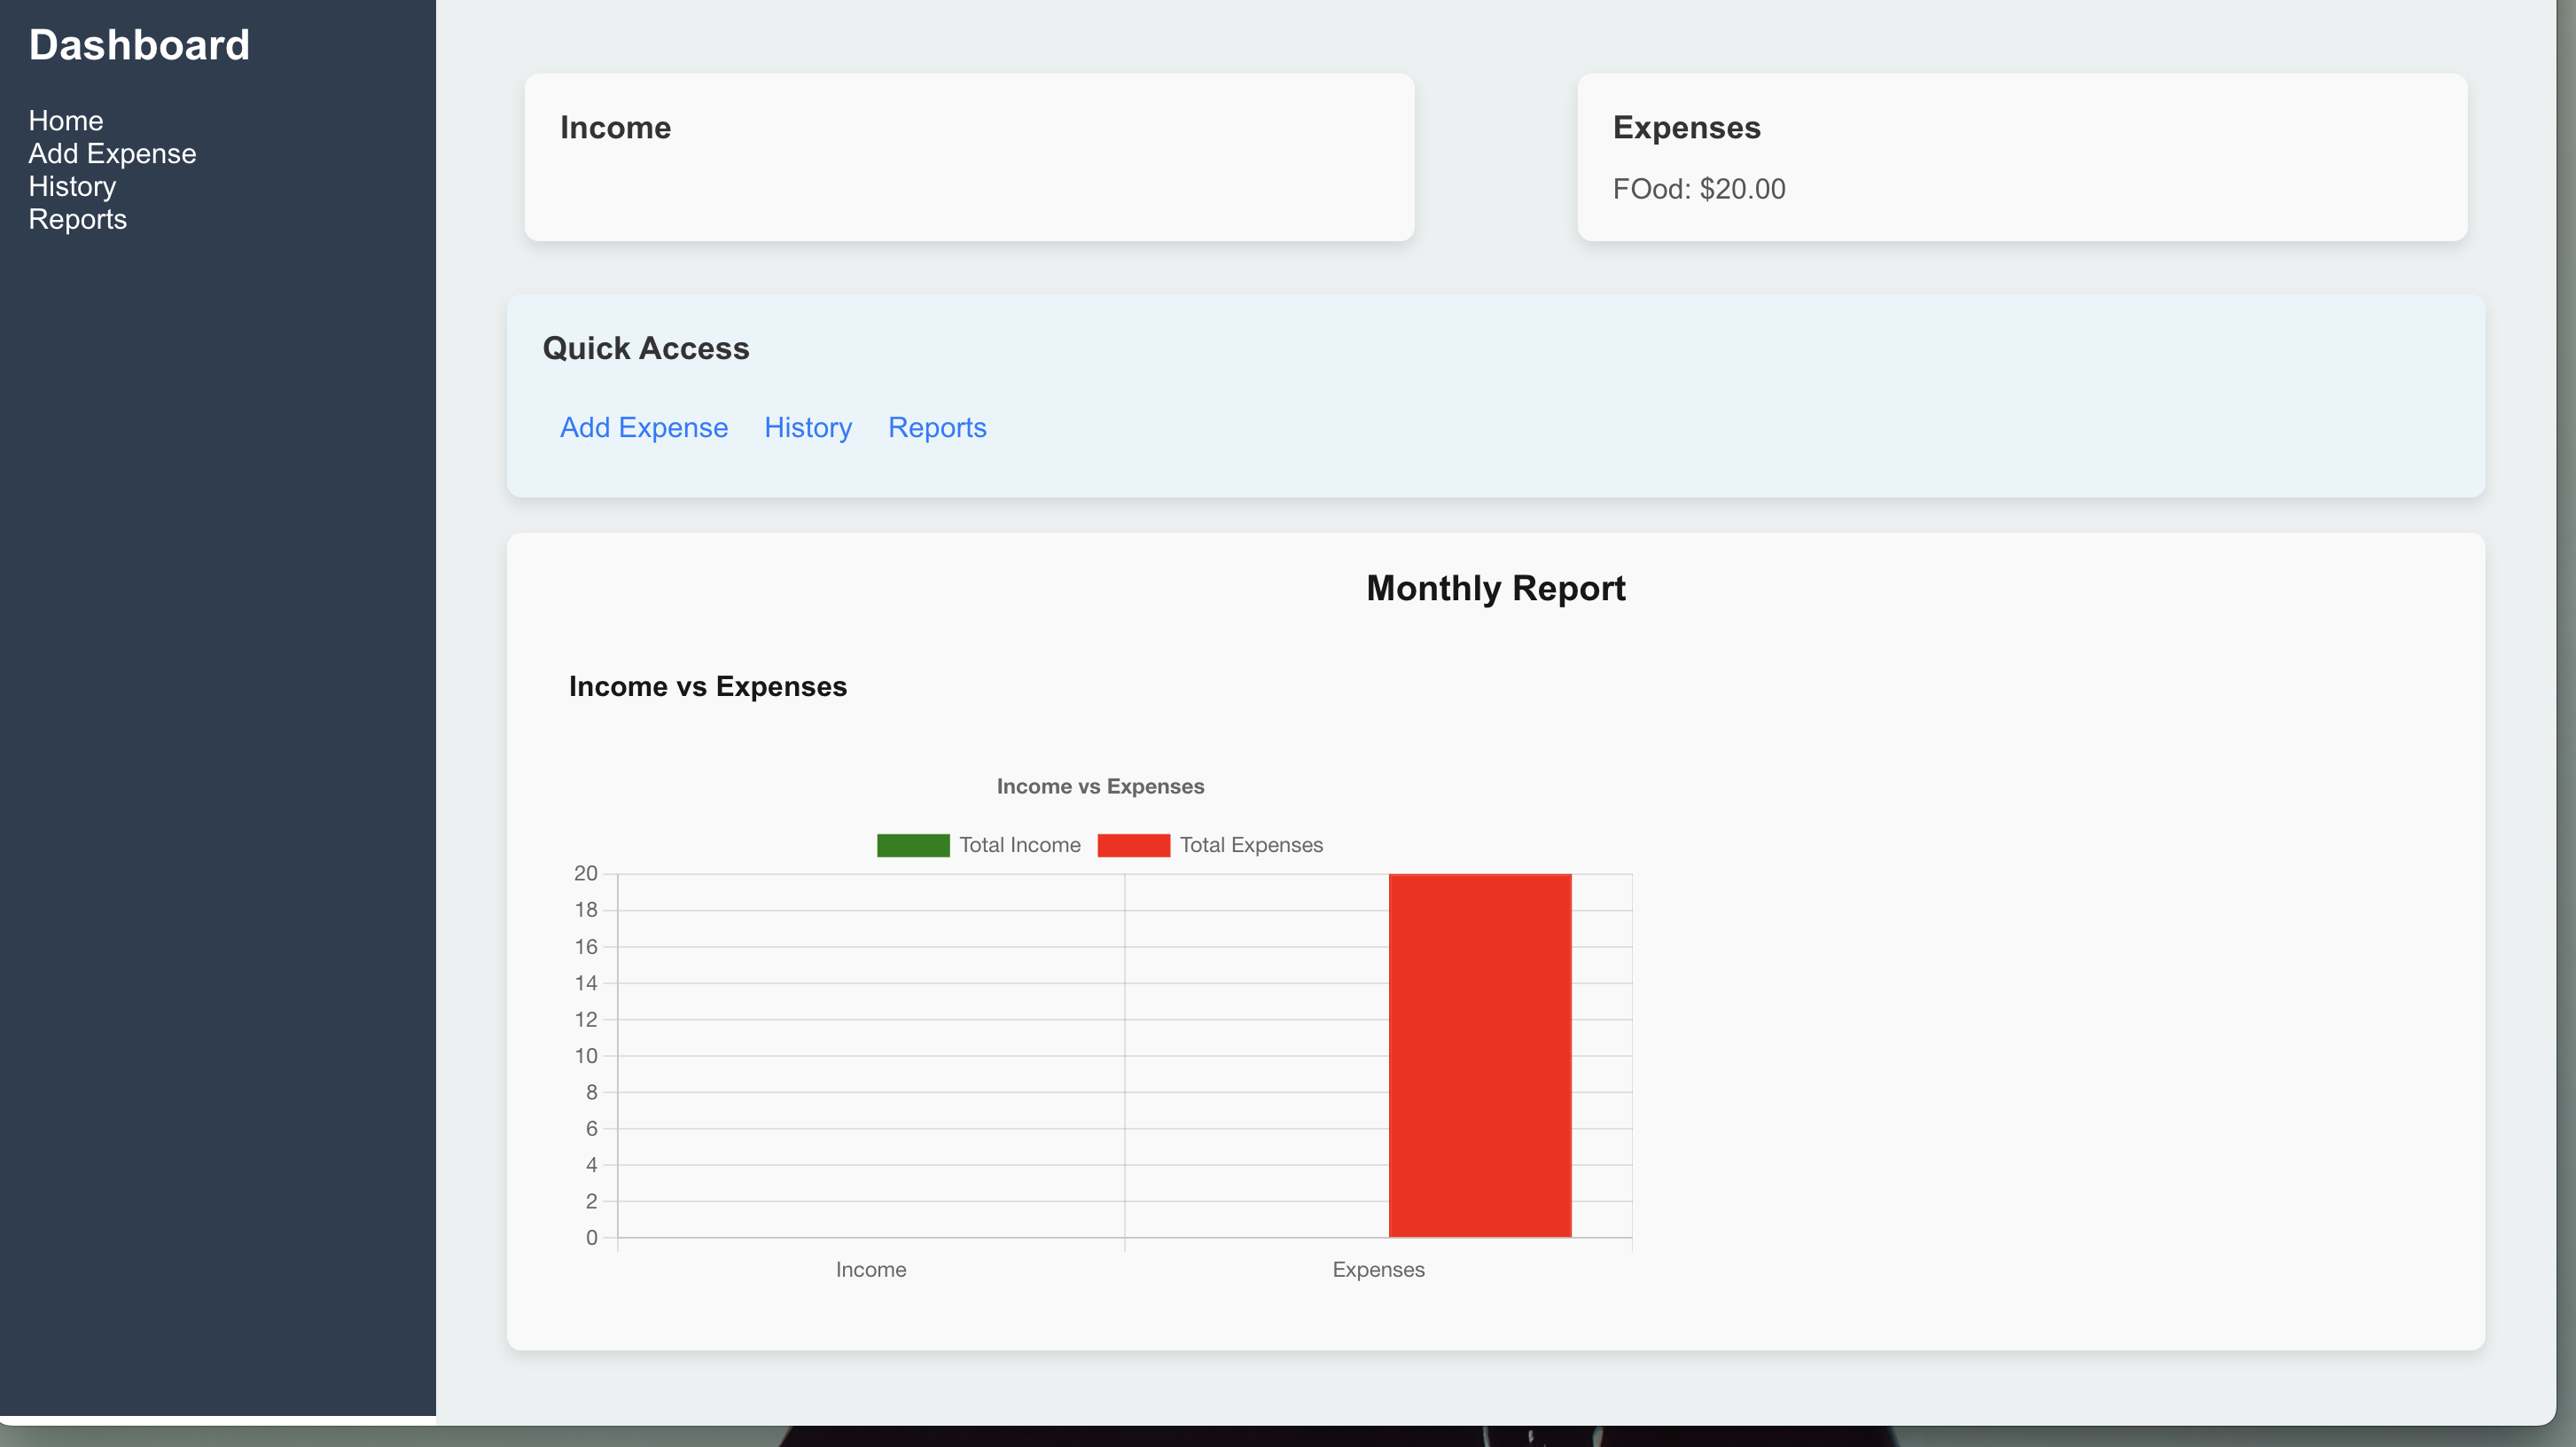 Dashboard
Home
Add Expense
History
Reports
Income
Expenses
FOod: $20.00
Quick Access
Add Expense History Reports
Monthly Report
Income vs Expenses
Income vs Expenses
Total Income Total Expenses
20
18
16
14
12
10
8
6
4
2
0
Income Expenses